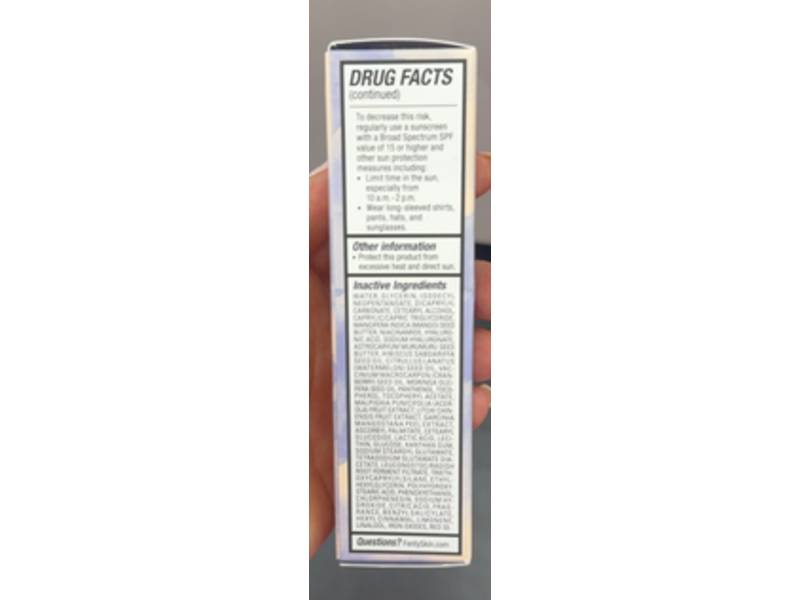 DRUG FACTS
(continued)
To decrease this risk,
regularly use a sunscreen
with a Broad Spectrum SPF
value of 15 or higher and
other sun protection
measures including:
• Limit time in the sun,
especially from
10 a.m. - 2 p.m.
• Wear long-sleeved shirts,
pants, hats, and
sunglasses.
Other information
• Protect this product from
excessive heat and direct sun.
Inactive Ingredients
WATER, GLYCERIN, ISODECYL
NEOPENTANOATE, DICAPRYLYL
CARBONATE, CETEARYL ALCOHOL,
CAPRYLIC/CAPRIC TRIGLYCERIDE,
MANGIFERA INDICA (MANGO) SEED
BUTTER, NIACINAMIDE, HYALURO-
NIC ACID, SODIUM HYALURONATE,
ASTROCARYUM MURUMURU SEED
BUTTER, HIBISCUS SABDARIFFA
SEED OIL, CITRULLUS LANATUS
(WATERMELON) SEED OIL, VAC-
CINIUM MACROCARPON (CRAN-
BERRY) SEED OIL, MORINGA OLEI-
FERA SEED OIL, PANTHENOL, TOCO-
PHEROL, TOCOPHERYL ACETATE,
MALPIGHIA PUNICIFOLIA (ACER-
OLA) FRUIT EXTRACT, LITCHI CHIN-
ENSIS FRUIT EXTRACT, GARCINIA
MANGOSTANA PEEL EXTRACT,
ASCORBYL PALMITATE, CETEARYL
GLUCOSIDE, LACTIC ACID, LECI-
THIN, GLUCOSE, XANTHAN GUM,
SODIUM STEAROYL GLUTAMATE,
TETRASODIUM GLUTAMATE DIA-
CETATE, LEUCONOSTOC/RADISH
ROOT FERMENT FILTRATE, TRIETH-
OXYCAPRYLYLSILANE, ETHYL-
HEXYLGLYCERIN, POLYHYDROXY-
STEARIC ACID, PHENOXYETHANOL,
CHLORPHENESIN, SODIUM HY-
DROXIDE, CITRIC ACID, FRAG-
RANCE, BENZYL SALICYLATE,
HEXYL CINNAMAL, LIMONENE,
LINALOOL, IRON OXIDES, RED 33
Questions? FentySkin.com